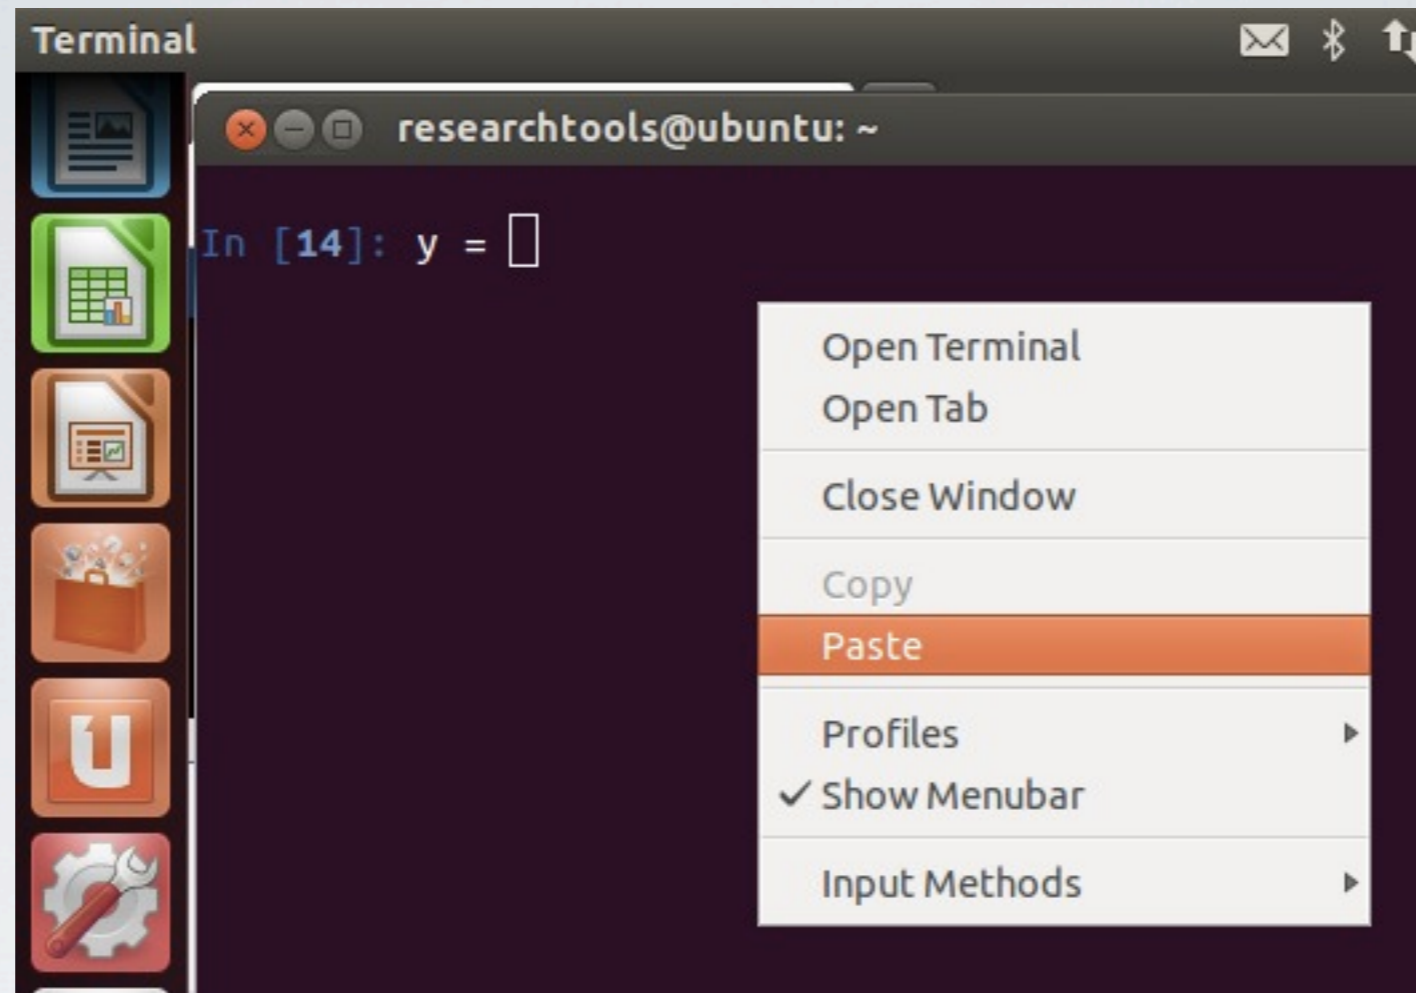 Terminal
researchtools@ubuntu: ~
In [14]: y =
Open Terminal
Open Tab
Close Window
Copy
Paste
Profiles
Show Menubar
Input Methods